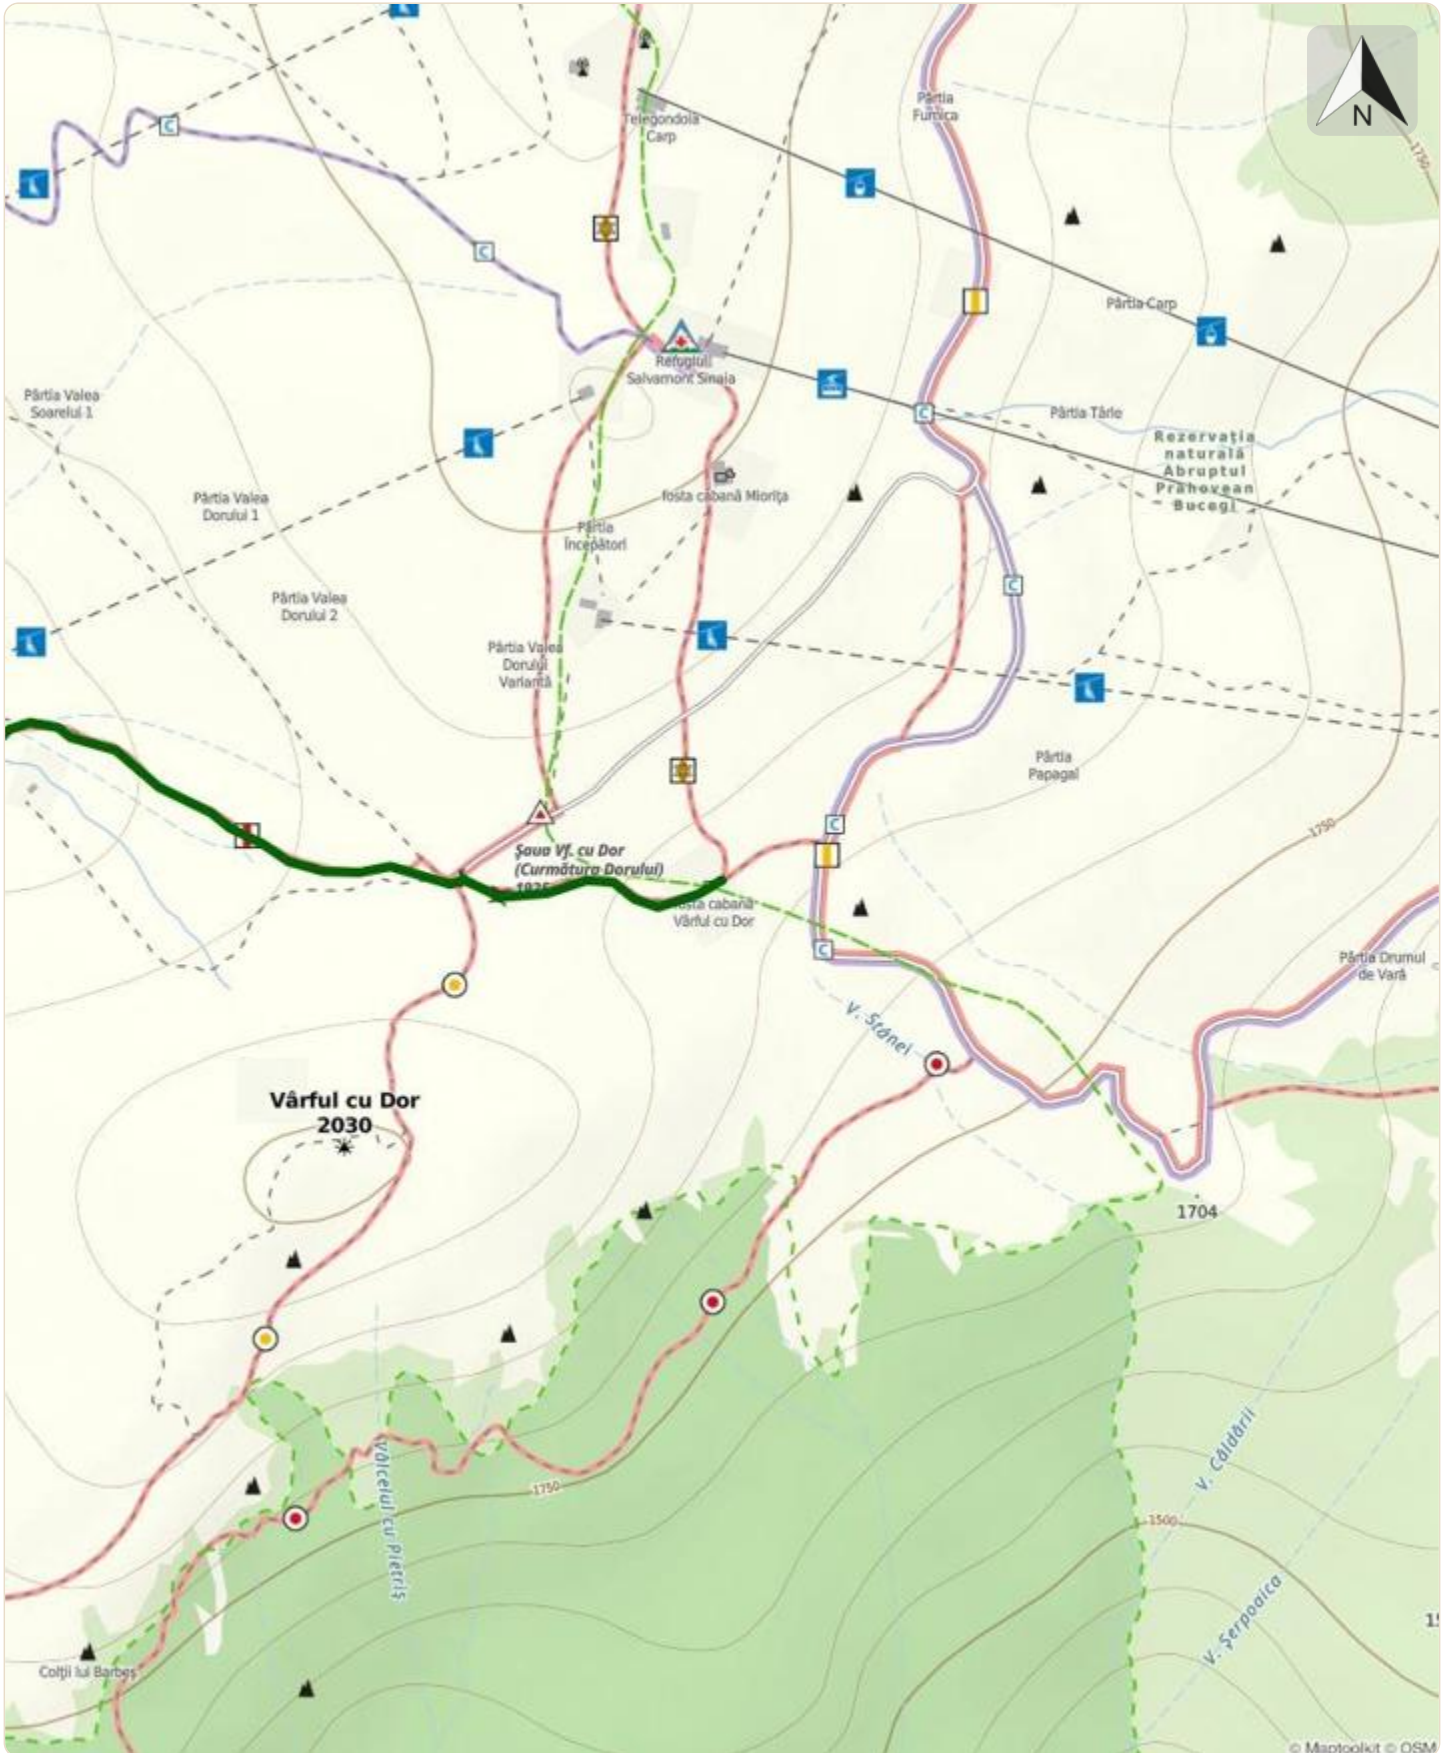 N
1750
Telegondola
Carp
Pârtia
Furnica
C
C
Pârtia Carp
Refugiul
Salvamont Sinaia
Pârtia Valea
Soarelui 1
C
Pârtia Târle
Rezervația
naturală
Abruptul
Prahovean
Bucegi
fosta cabană Miorița
Pârtia Valea
Dorului 1
Pârtia
Începători
C
Pârtia Valea
Dorului 2
Pârtia Valea
Dorului
Variantă
Pârtia
Papagal
C
1750
Șaua Vf. cu Dor
(Curmătura Dorului)
fosta cabană
Vârful cu Dor
C
Pârtia Drumul
de Vară
V. Stânei
Vârful cu Dor
2030
1704
V. Căldării
Vâlcelul cu Pietriș
1750
1500
V. Șerpoaica
Colții lui Barbeș
© Maptoolkit © OSM